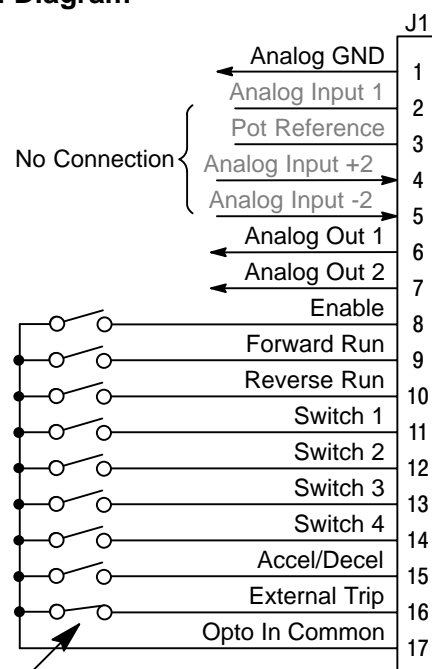 Diagram
J1
Analog GND 1
Analog Input 1 2
Pot Reference 3
No Connection
Analog Input +2 4
Analog Input -2 5
Analog Out 1 6
Analog Out 2 7
Enable 8
Forward Run 9
Reverse Run 10
Switch 1 11
Switch 2 12
Switch 3 13
Switch 4 14
Accel/Decel 15
External Trip 16
Opto In Common 17